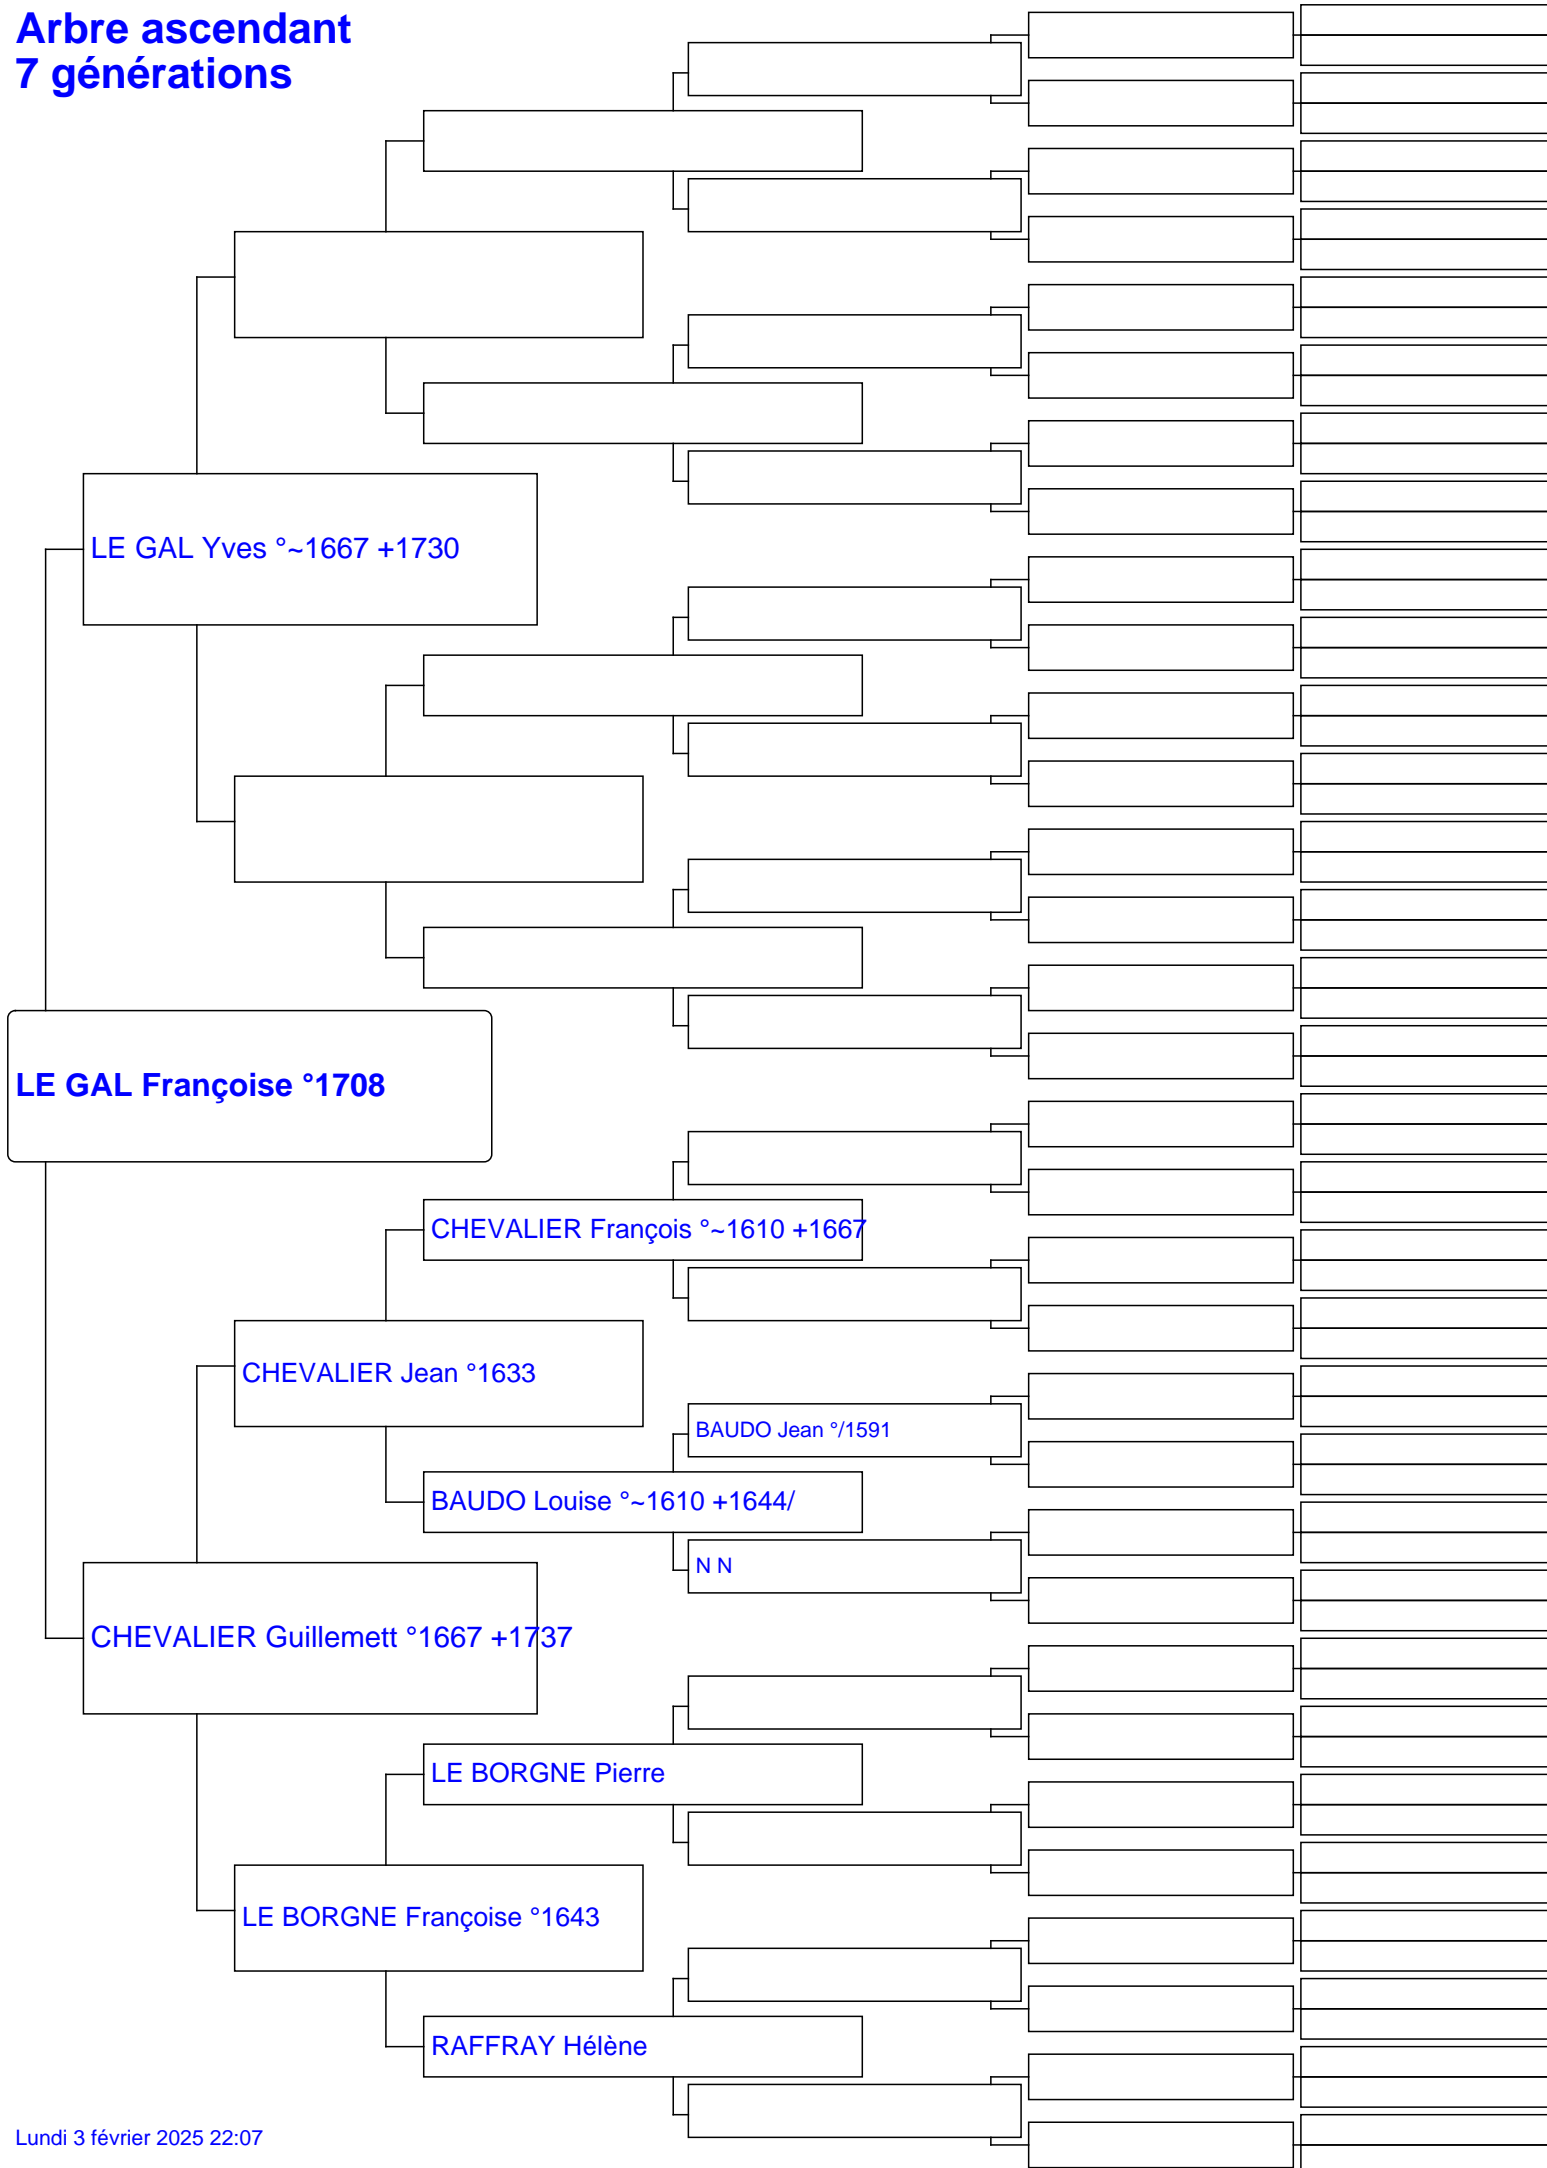 Arbre ascendant
7 générations
LE GAL Yves °~1667 +1730
LE GAL Françoise °1708
CHEVALIER François °~1610 +1667
CHEVALIER Jean °1633
BAUDO Jean °/1591
BAUDO Louise °~1610 +1644/
N N
CHEVALIER Guillemett °1667 +1737
LE BORGNE Pierre
LE BORGNE Françoise °1643
RAFFRAY Hélène
Lundi 3 février 2025 22:07